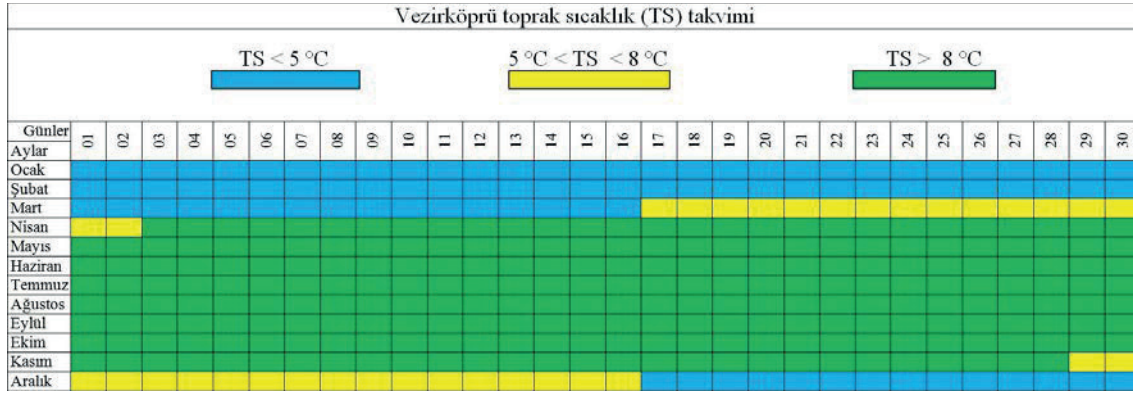 Vezirköprü toprak sıcaklık (TS) takvimi
TS < 5 °C 5 °C < TS < 8 °C TS > 8 °C
Günler 01 02 03 04 05 06 07 08 09 10 11 12 13 14 15 16 17 18 19 20 21 22 23 24 25 26 27 28 29 30
Aylar
Ocak
Şubat
Mart
Nisan
Mayıs
Haziran
Temmuz
Ağustos
Eylül
Ekim
Kasım
Aralık